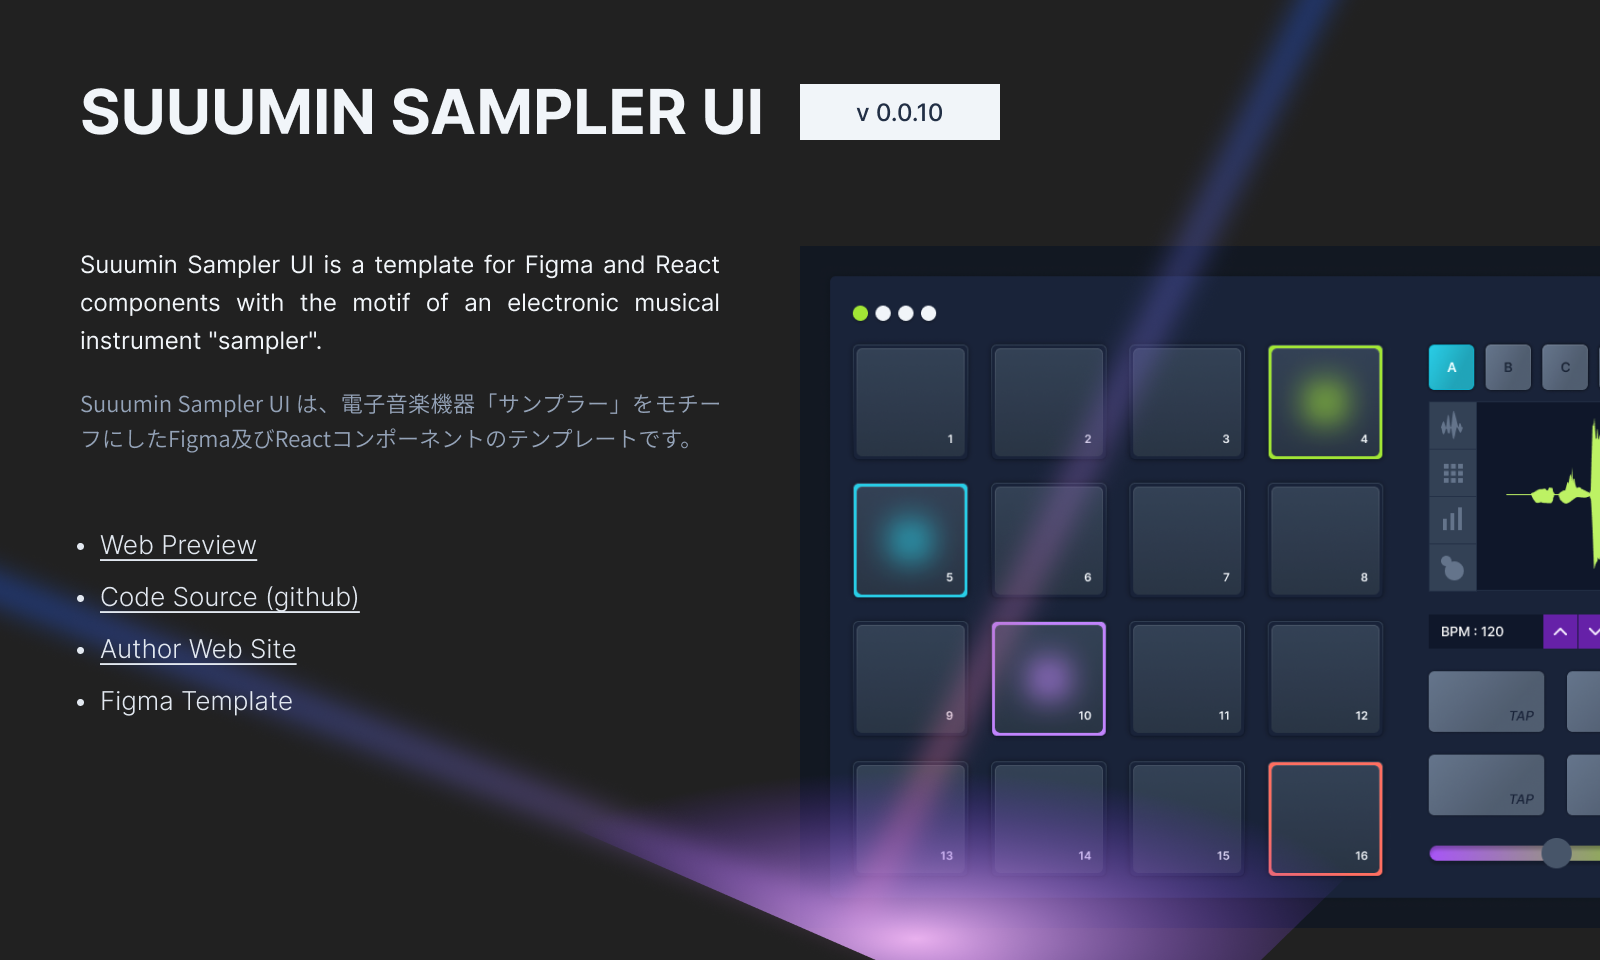 SUUUMIN SAMPLER UI
v 0.0.10
Suuumin Sampler UI is a template for Figma and React
components with the motif of an electronic musical
instrument "sampler".
Suuumin Sampler UI は、電子音楽機器「サンプラー」をモチー
フにしたFigma及びReactコンポーネントのテンプレートです。
• Web Preview
• Code Source (github)
• Author Web Site
• Figma Template
1 2 3 4
5 6 7 8
9 10 11 12
13 14 15 16
A B C
BPM : 120
TAP
TAP